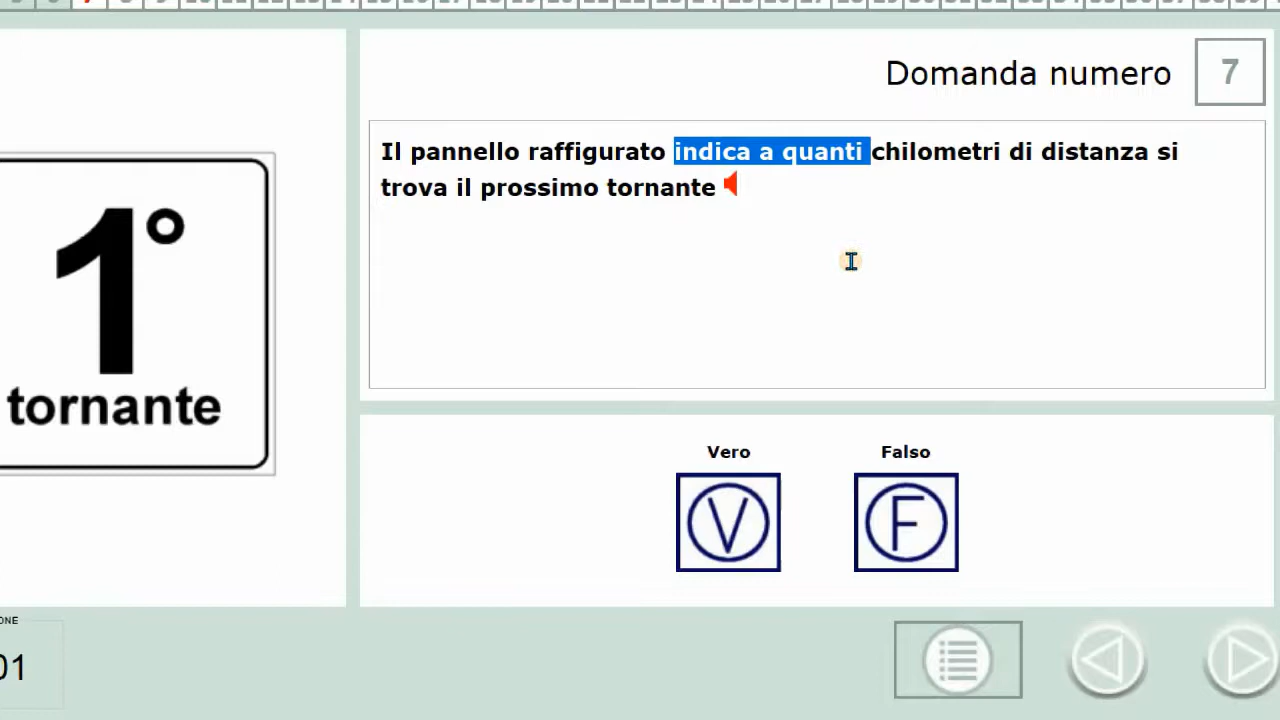 Domanda numero 7
Il pannello raffigurato indica a quanti chilometri di distanza si
trova il prossimo tornante
1°
tornante
Vero Falso
V F
01